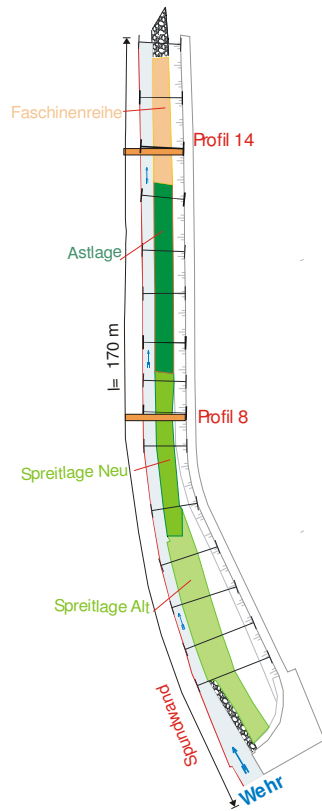 Faschinenreihe
Profil 14
Astlage
l= 170 m
Profil 8
Spreitlage Neu
Spreitlage Alt
Spundwand
Wehr